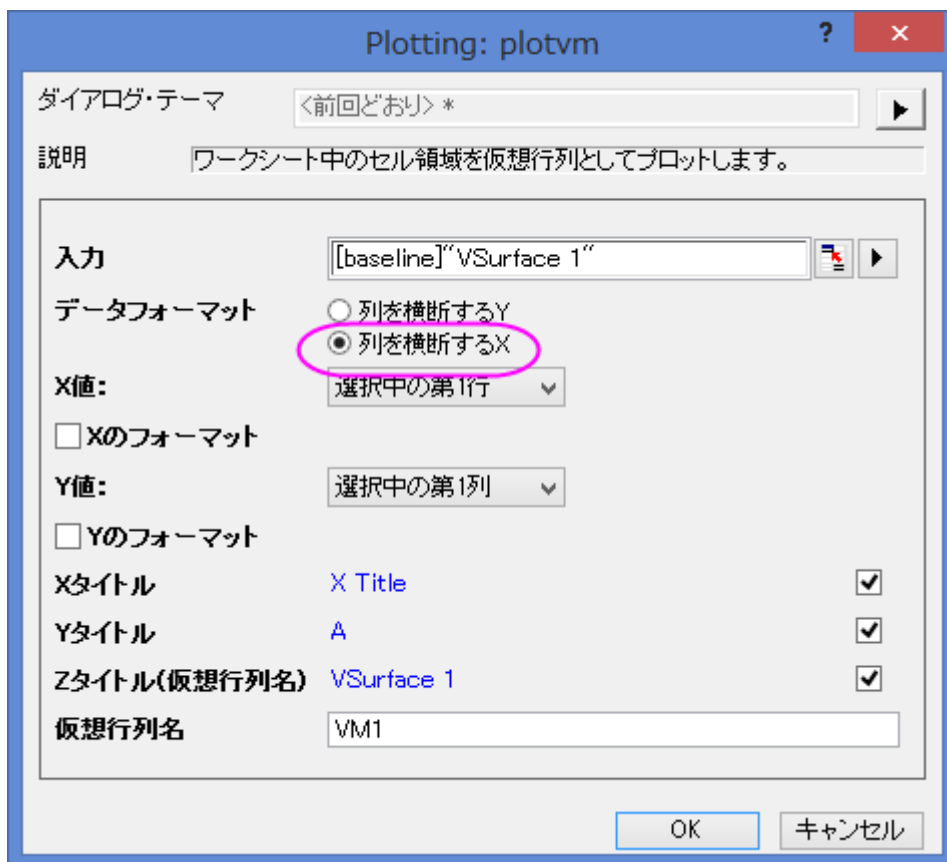 Plotting: plotvm
?
×
ダイアログ・テーマ <前回どおり> *
説明 ワークシート中のセル領域を仮想行列としてプロットします。
入力 [baseline]"VSurface 1"
データフォーマット 列を横断するY
列を横断するX
X値: 選択中の第1行
Xのフォーマット
Y値: 選択中の第1列
Yのフォーマット
Xタイトル X Title
Yタイトル A
Zタイトル(仮想行列名) VSurface 1
仮想行列名 VM1
OK キャンセル